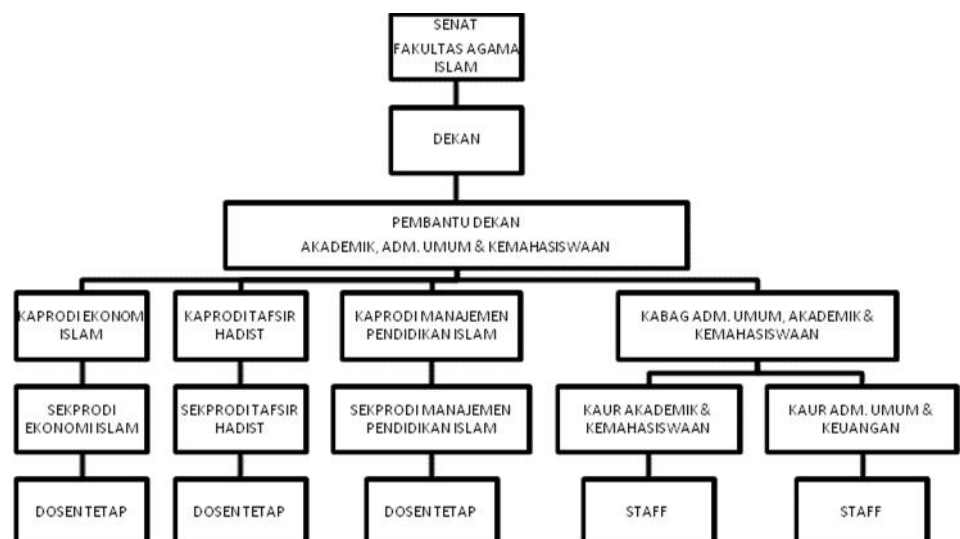 SENAT
FAKULTAS AGAMA
ISLAM
DEKAN
PEMBANTU DEKAN
AKADEMIK, ADM. UMUM & KEMAHASISWAAN
KAPRODI EKONOM
ISLAM
KAPRODI TAFSIR
HADIST
KAPRODI MANAJEMEN
PENDIDIKAN ISLAM
KABAG ADM. UMUM, AKADEMIK &
KEMAHASISWAAN
SEKPRODI
EKONOMI ISLAM
SEKPRODI TAFSIR
HADIST
SEKPRODI MANAJEMEN
PENDIDIKAN ISLAM
KAUR AKADEMIK &
KEMAHASISWAAN
KAUR ADM. UMUM &
KEUANGAN
DOSEN TETAP
DOSEN TETAP
DOSEN TETAP
STAFF
STAFF